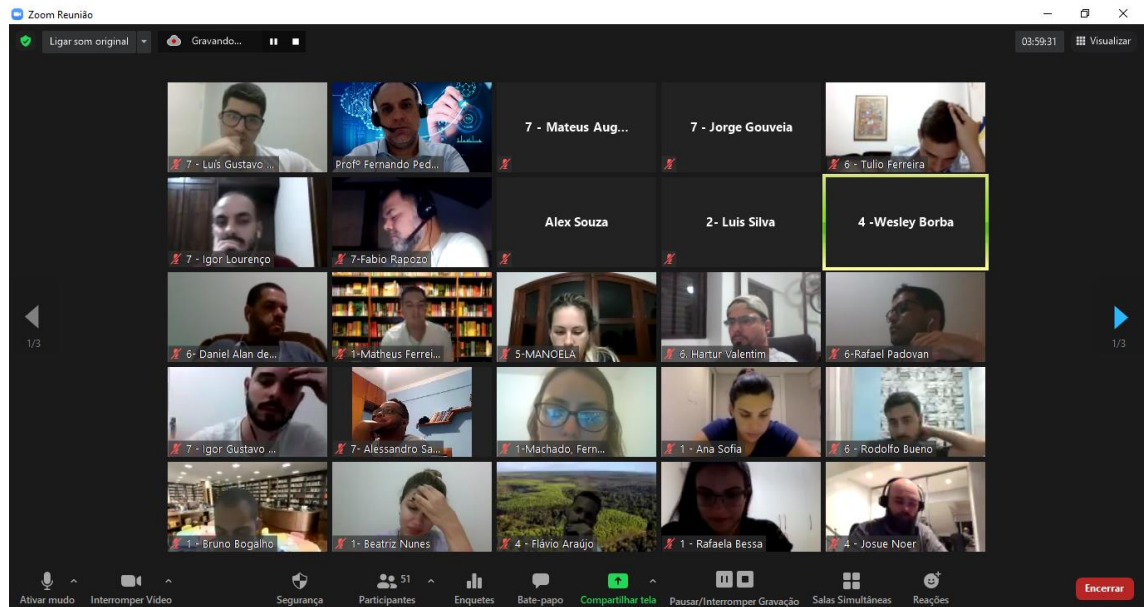 Zoom Reunião
Ligar som original
Gravando...
03:59:31
Visualizar
7 - Luís Gustavo ...
Profº Fernando Ped...
7 - Mateus Aug...
7 - Jorge Gouveia
6 - Tulio Ferreira
7 - Igor Lourenço
7-Fabio Rapozo
Alex Souza
2- Luis Silva
4 -Wesley Borba
6- Daniel Alan de...
1-Matheus Ferrei...
5-MANOELA
6. Hartur Valentim
6-Rafael Padovan
1/3
1/3
7 - Igor Gustavo ...
7- Alessandro Sa...
1-Machado, Fern...
1 - Ana Sofia
6 - Rodolfo Bueno
1 - Bruno Bogalho
1- Beatriz Nunes
4 - Flávio Araújo
1 - Rafaela Bessa
4 - Josue Noer
51
Ativar mudo
Interromper Vídeo
Segurança
Participantes
Enquetes
Bate-papo
Compartilhar tela
Pausar/Interromper Gravação
Salas Simultâneas
Reações
Encerrar